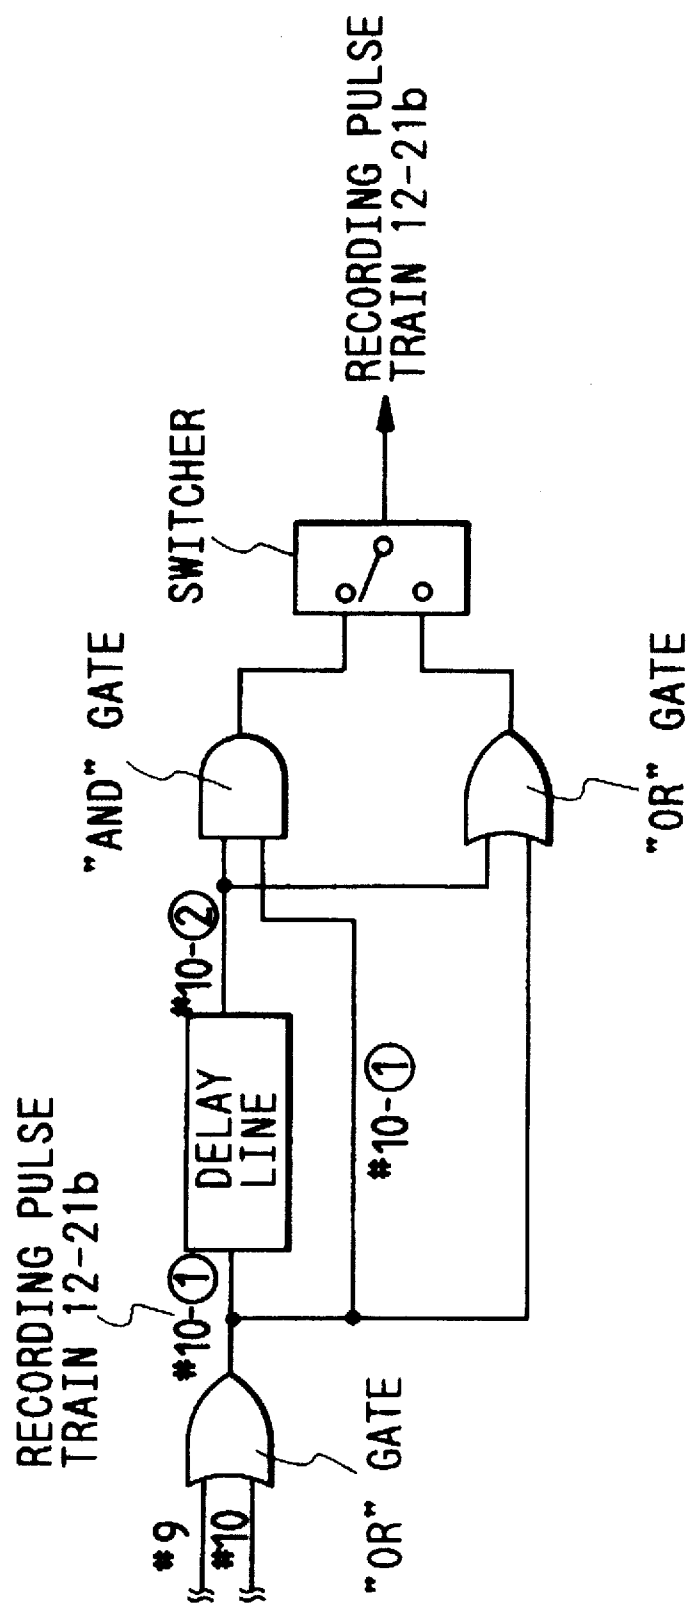 #9
#10
"OR" GATE
RECORDING PULSE
TRAIN 12-21b
#10-①
DELAY
LINE
#10-②
#10-①
"AND" GATE
"OR" GATE
SWITCHER
RECORDING PULSE
TRAIN 12-21b